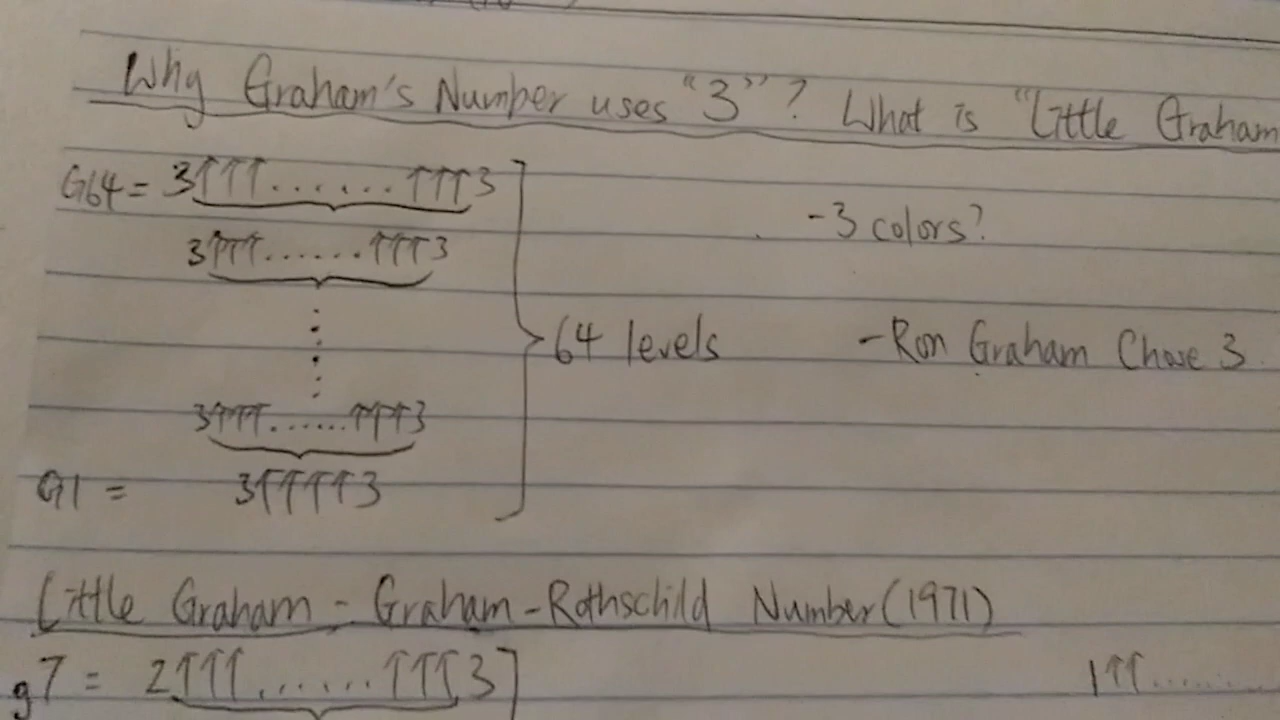 Why Graham's Number uses "3"? What is "Little Graham
G64 = 3↑↑↑.......↑↑↑3
3↑↑↑.......↑↑↑3
- 3 colors?
64 levels
- Ron Graham Chose 3
3↑↑↑.......↑↑↑3
G1 = 3↑↑↑↑3
Little Graham - Graham-Rothschild Number (1971)
g7 = 2↑↑↑.......↑↑↑3
1↑↑........